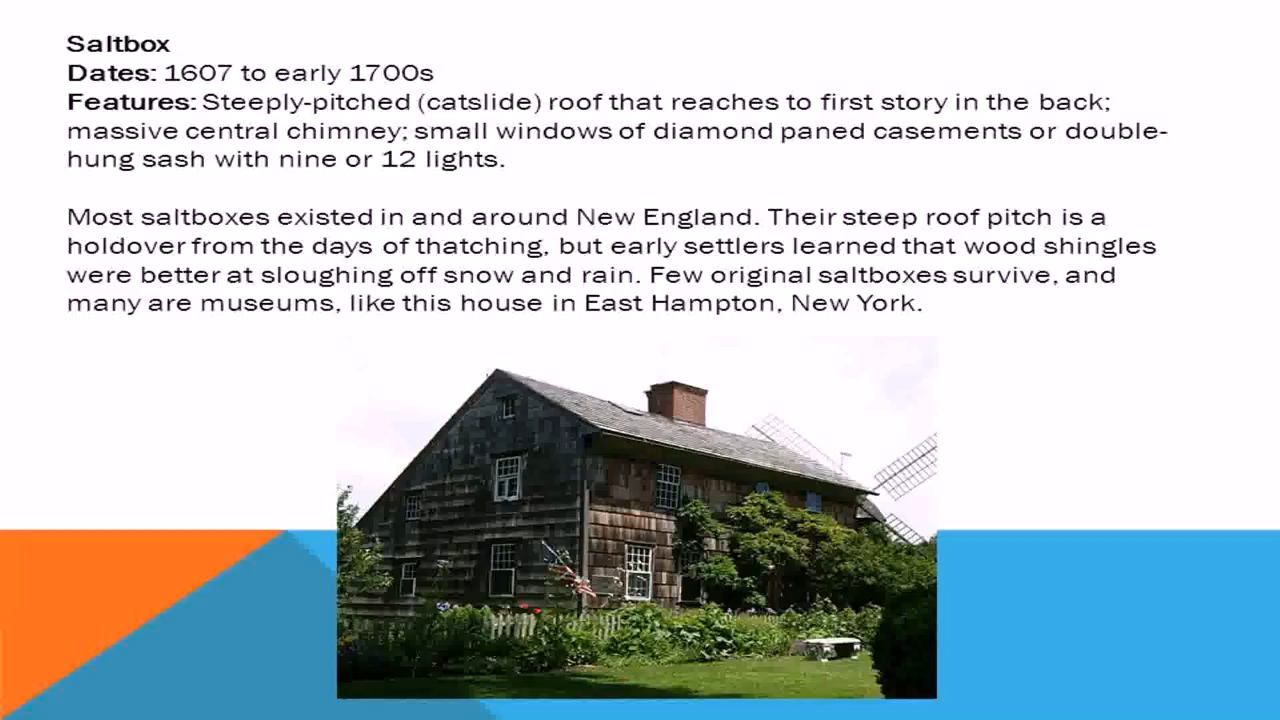 Saltbox
Dates: 1607 to early 1700s
Features: Steeply-pitched (catslide) roof that reaches to first story in the back;
massive central chimney; small windows of diamond paned casements or double-
hung sash with nine or 12 lights.
Most saltboxes existed in and around New England. Their steep roof pitch is a
holdover from the days of thatching, but early settlers learned that wood shingles
were better at sloughing off snow and rain. Few original saltboxes survive, and
many are museums, like this house in East Hampton, New York.